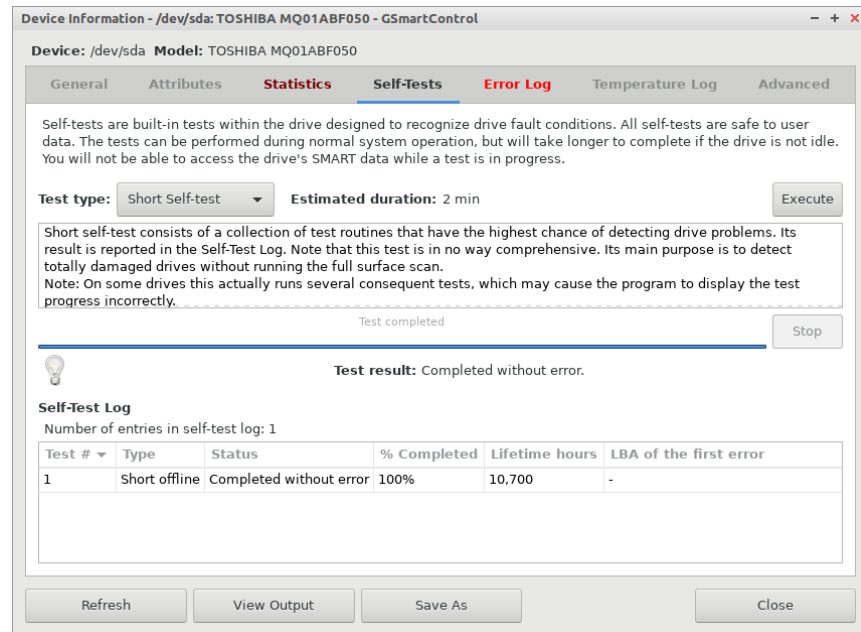 Device Information - /dev/sda: TOSHIBA MQ01ABF050 - GSmartControl
Device: /dev/sda Model: TOSHIBA MQ01ABF050
General Attributes Statistics Self-Tests Error Log Temperature Log Advanced
Self-tests are built-in tests within the drive designed to recognize drive fault conditions. All self-tests are safe to user
data. The tests can be performed during normal system operation, but will take longer to complete if the drive is not idle.
You will not be able to access the drive's SMART data while a test is in progress.
Test type: Short Self-test Estimated duration: 2 min Execute
Short self-test consists of a collection of test routines that have the highest chance of detecting drive problems. Its
result is reported in the Self-Test Log. Note that this test is in no way comprehensive. Its main purpose is to detect
totally damaged drives without running the full surface scan.
Note: On some drives this actually runs several consequent tests, which may cause the program to display the test
progress incorrectly.
Test completed
Stop
Test result: Completed without error.
Self-Test Log
Number of entries in self-test log: 1
Test # Type Status % Completed Lifetime hours LBA of the first error
1 Short offline Completed without error 100% 10,700 -
Refresh View Output Save As Close